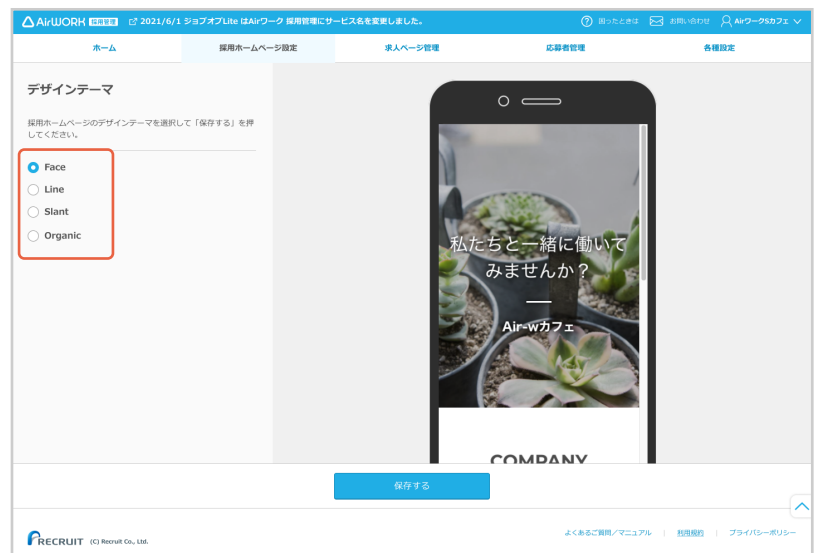 AirWORK 採用管理 2021/6/1 ジョブオプLite はAirワーク 採用管理にサービス名を変更しました。 困ったときは お問い合わせ AirワークSカフェ
ホーム 採用ホームページ設定 求人ページ管理 応募者管理 各種設定
デザインテーマ
採用ホームページのデザインテーマを選択して「保存する」を押
してください。
Face
Line
Slant
Organic
私たちと一緒に働いて
みませんか？
Air-wカフェ
COMPANY
保存する
RECRUIT (C) Recruit Co., Ltd. よくあるご質問／マニュアル | 利用規約 | プライバシーポリシー